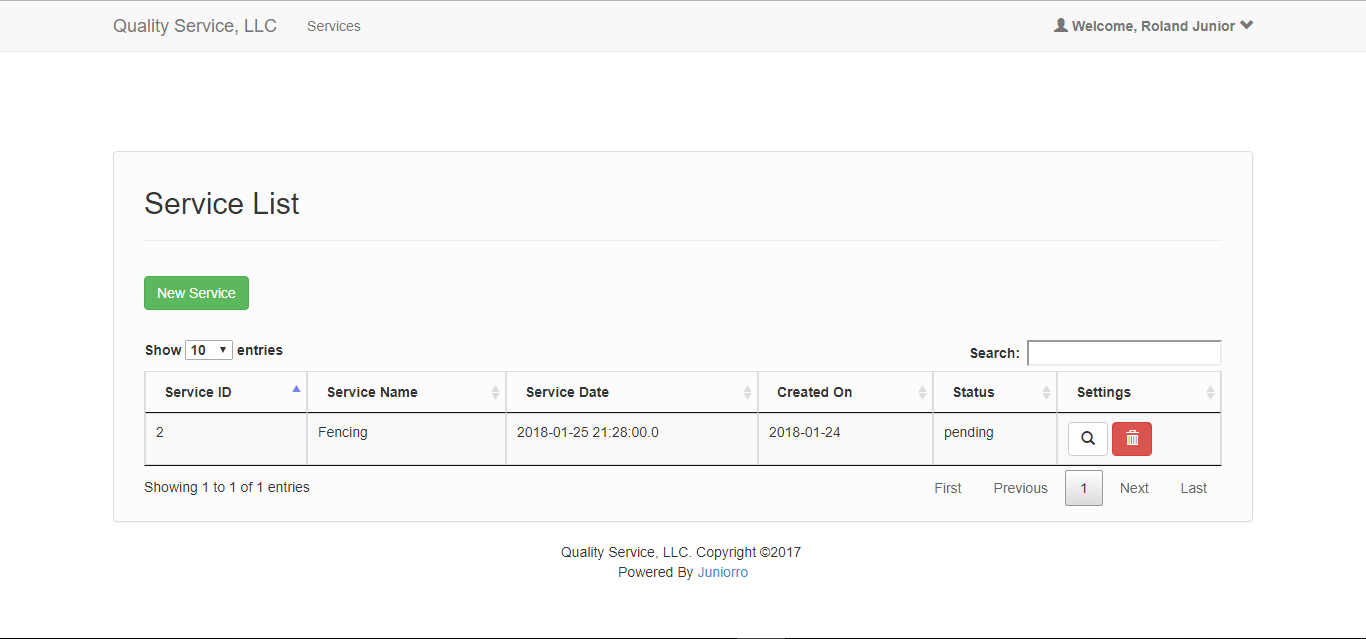 Quality Service, LLC Services Welcome, Roland Junior
Service List
New Service
Show 10 entries Search:
Service ID Service Name Service Date Created On Status Settings
2 Fencing 2018-01-25 21:28:00.0 2018-01-24 pending
Showing 1 to 1 of 1 entries First Previous 1 Next Last
Quality Service, LLC. Copyright ©2017
Powered By Juniorro